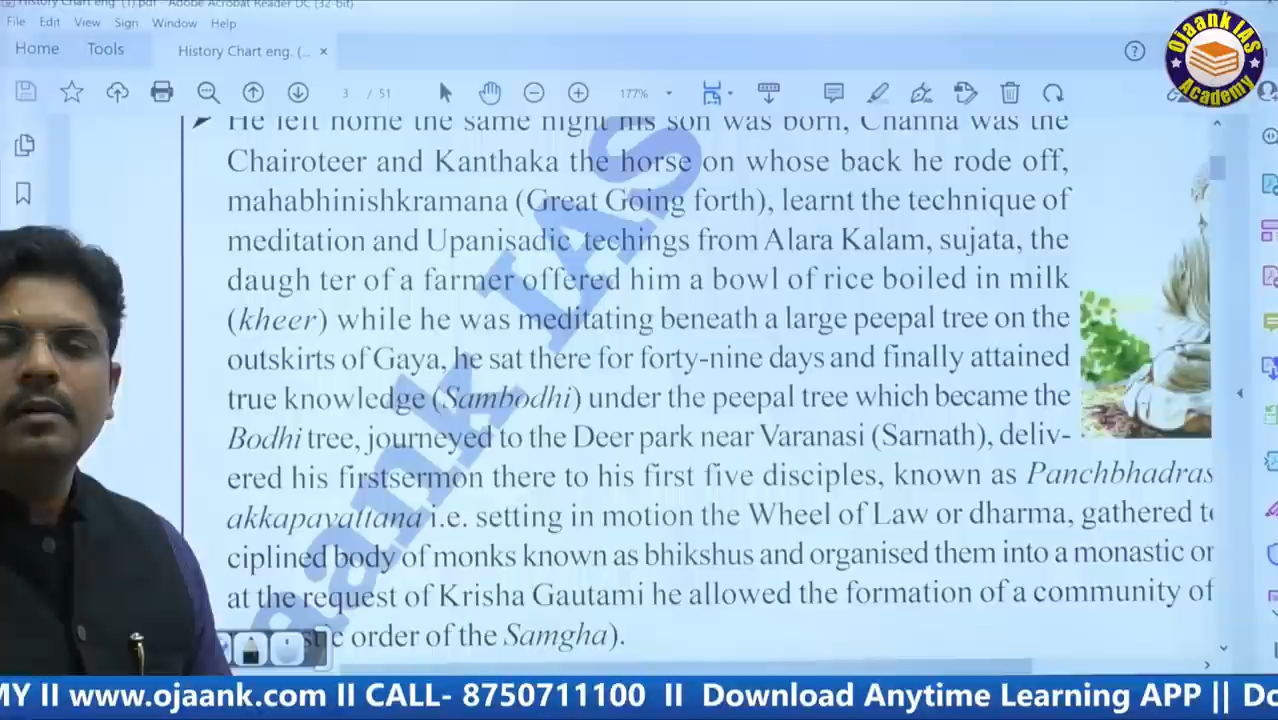 History Chart eng (1).pdf - Adobe Acrobat Reader DC (32-bit)
File Edit View Sign Window Help
Home Tools History Chart eng. (... ×
3 / 51 177%
Ojaank IAS Academy
He left home the same night his son was born, Channa was the
Chairoteer and Kanthaka the horse on whose back he rode off,
mahabhinishkramana (Great Going forth), learnt the technique of
meditation and Upanisadic techings from Alara Kalam, sujata, the
daugh ter of a farmer offered him a bowl of rice boiled in milk
(kheer) while he was meditating beneath a large peepal tree on the
outskirts of Gaya, he sat there for forty-nine days and finally attained
true knowledge (Sambodhi) under the peepal tree which became the
Bodhi tree, journeyed to the Deer park near Varanasi (Sarnath), deliv-
ered his firstsermon there to his first five disciples, known as Panchbhadras
akkapavattana i.e. setting in motion the Wheel of Law or dharma, gathered t
ciplined body of monks known as bhikshus and organised them into a monastic or
at the request of Krisha Gautami he allowed the formation of a community of
order of the Samgha).
aank IAS
MY II www.ojaank.com II CALL- 8750711100 II Download Anytime Learning APP || Do